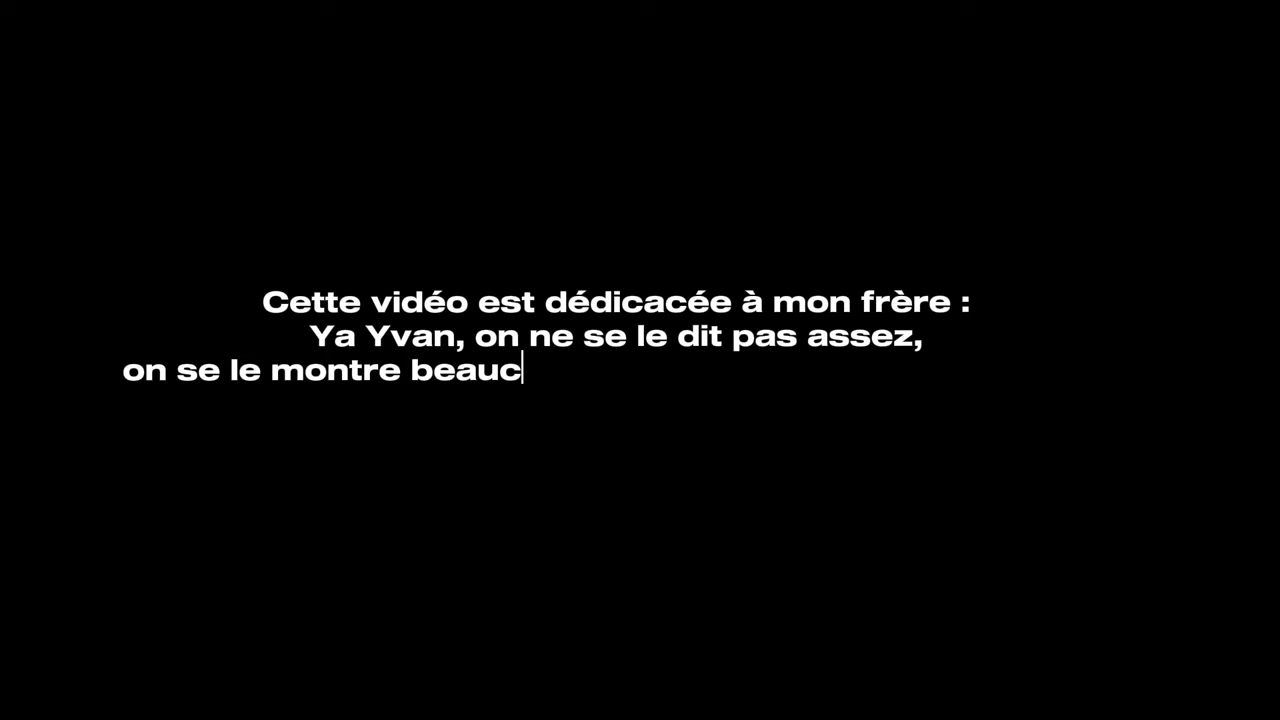 Cette vidéo est dédicacée à mon frère :
Ya Yvan, on ne se le dit pas assez,
on se le montre beauc